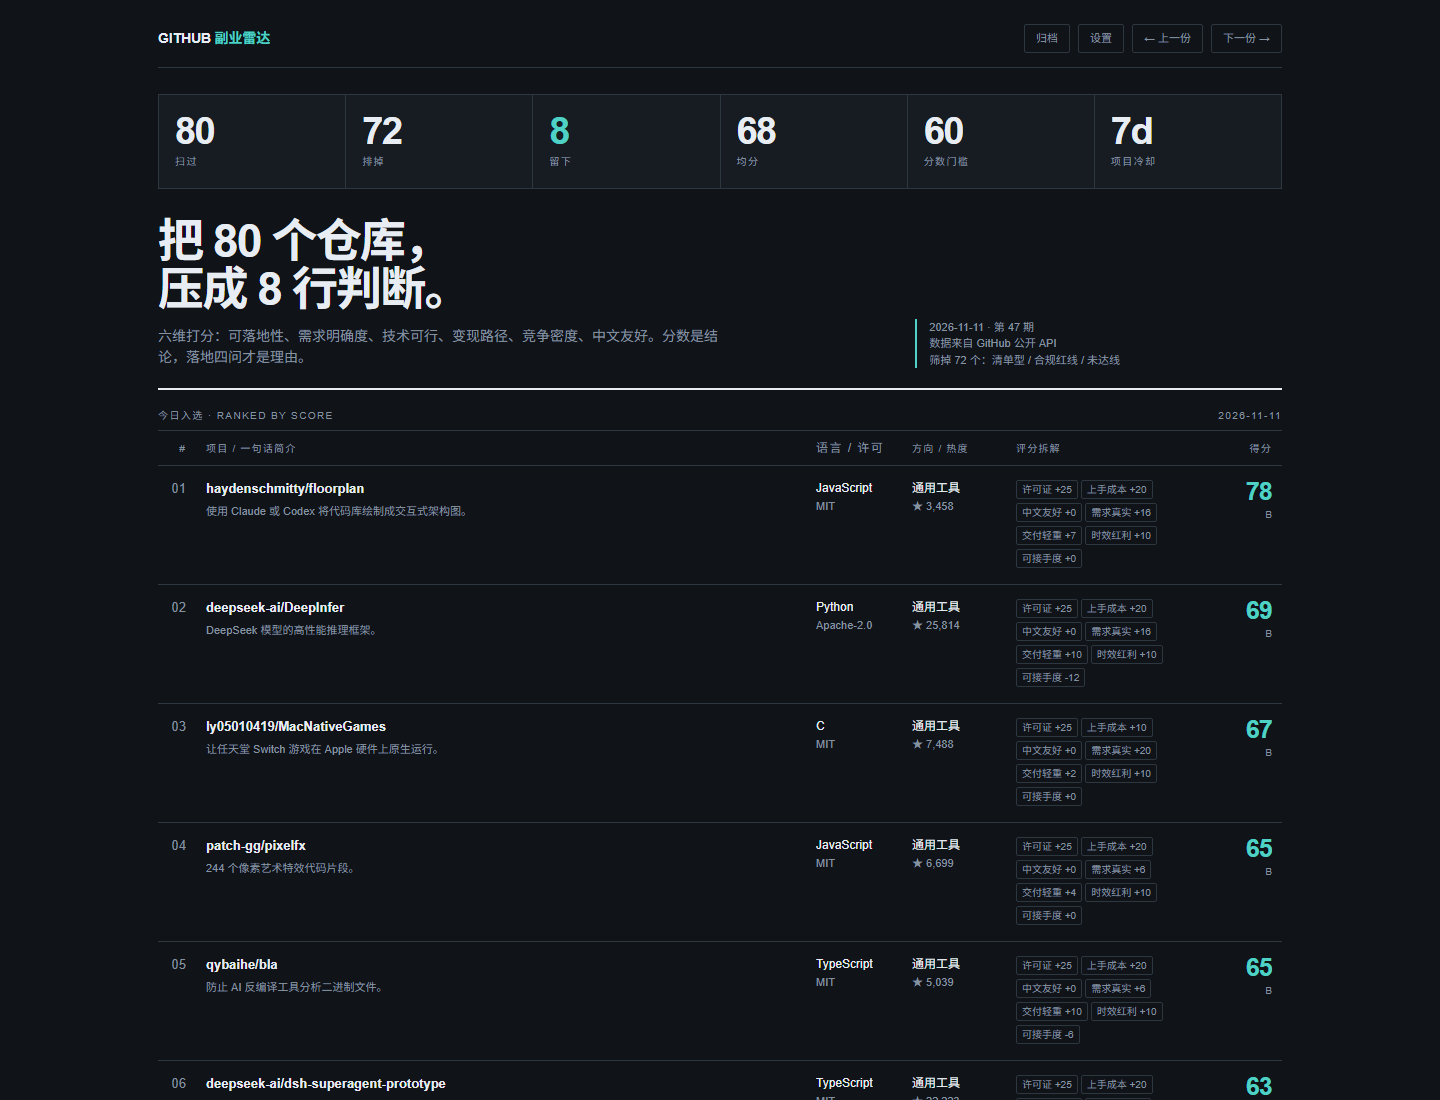 GITHUB 副业雷达
归档
设置
← 上一份
下一份 →
80
扫过
72
排掉
8
留下
68
均分
60
分数门槛
7d
项目冷却
把 80 个仓库，
压成 8 行判断。
六维打分：可落地性、需求明确度、技术可行、变现路径、竞争密度、中文友好。分数是结
论，落地四问才是理由。
2026-11-11 · 第 47 期
数据来自 GitHub 公开 API
筛掉 72 个：清单型 / 合规红线 / 未达线
今日入选 · RANKED BY SCORE
2026-11-11
# 项目 / 一句话简介 语言 / 许可 方向 / 热度 评分拆解 得分
01 haydenschmitty/floorplan
使用 Claude 或 Codex 将代码库绘制成交互式架构图。
JavaScript
MIT
通用工具
★ 3,458
许可证 +25 上手成本 +20
中文友好 +0 需求真实 +16
交付轻重 +7 时效红利 +10
可接手度 +0
78
B
02 deepseek-ai/DeepInfer
DeepSeek 模型的高性能推理框架。
Python
Apache-2.0
通用工具
★ 25,814
许可证 +25 上手成本 +20
中文友好 +0 需求真实 +16
交付轻重 +10 时效红利 +10
可接手度 -12
69
B
03 ly05010419/MacNativeGames
让任天堂 Switch 游戏在 Apple 硬件上原生运行。
C
MIT
通用工具
★ 7,488
许可证 +25 上手成本 +10
中文友好 +0 需求真实 +20
交付轻重 +2 时效红利 +10
可接手度 +0
67
B
04 patch-gg/pixelfx
244 个像素艺术特效代码片段。
JavaScript
MIT
通用工具
★ 6,699
许可证 +25 上手成本 +20
中文友好 +0 需求真实 +6
交付轻重 +4 时效红利 +10
可接手度 +0
65
B
05 qybaihe/bla
防止 AI 反编译工具分析二进制文件。
TypeScript
MIT
通用工具
★ 5,039
许可证 +25 上手成本 +20
中文友好 +0 需求真实 +6
交付轻重 +10 时效红利 +10
可接手度 -6
65
B
06 deepseek-ai/dsh-superagent-prototype
TypeScript
通用工具
许可证 +25 上手成本 +20
63